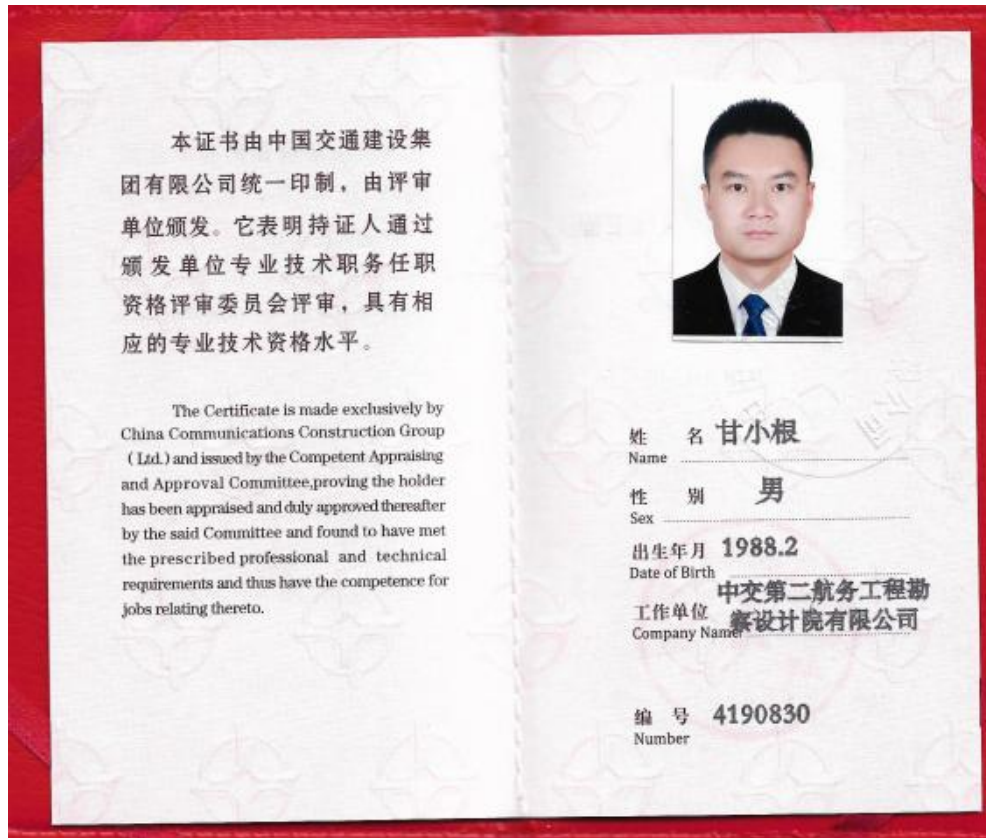 本证书由中国交通建设集
团有限公司统一印制，由评审
单位颁发。它表明持证人通过
颁发单位专业技术职务任职
资格评审委员会评审，具有相
应的专业技术资格水平。
The Certificate is made exclusively by
China Communications Construction Group
( Ltd.) and issued by the Competent Appraising
and Approval Committee,proving the holder
has been appraised and duly approved thereafter
by the said Committee and found to have met
the prescribed professional and technical
requirements and thus have the competence for
jobs relating thereto.
姓 名 甘小根
Name
性 别 男
Sex
出生年月 1988.2
Date of Birth
中交第二航务工程勘
工作单位 察设计院有限公司
Company Name
编 号 4190830
Number